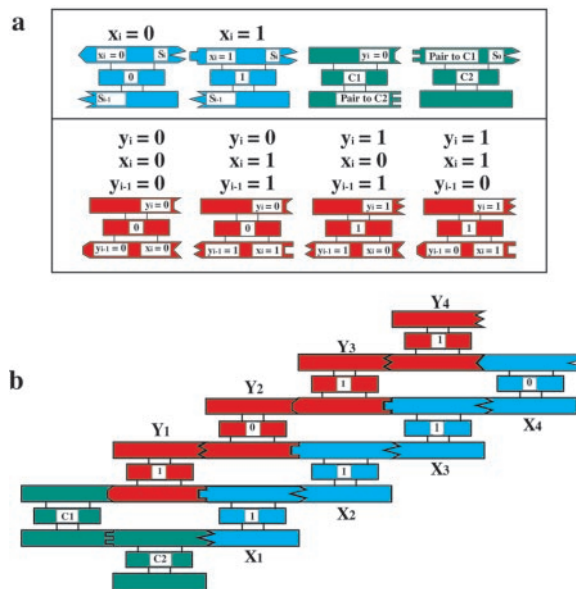 a
xᵢ = 0 xᵢ = 1
xᵢ = 0 Sᵢ xᵢ = 1 Sᵢ yᵢ = 0 Pair to C1 S₀
0 1 C1 C2
Sᵢ₋₁ Sᵢ₋₁ Pair to C2
yᵢ = 0 yᵢ = 0 yᵢ = 1 yᵢ = 1
xᵢ = 0 xᵢ = 1 xᵢ = 0 xᵢ = 1
yᵢ₋₁ = 0 yᵢ₋₁ = 1 yᵢ₋₁ = 1 yᵢ₋₁ = 0
yᵢ = 0 yᵢ = 0 yᵢ = 1 yᵢ = 1
0 0 1 1
yᵢ₋₁ = 0 xᵢ = 0 yᵢ₋₁ = 1 xᵢ = 1 yᵢ₋₁ = 1 xᵢ = 0 yᵢ₋₁ = 0 xᵢ = 1
b
Y4
1
Y3
1 0
Y2 X4
0 1
Y1 X3
1 1
X2
C1 1
X1
C2